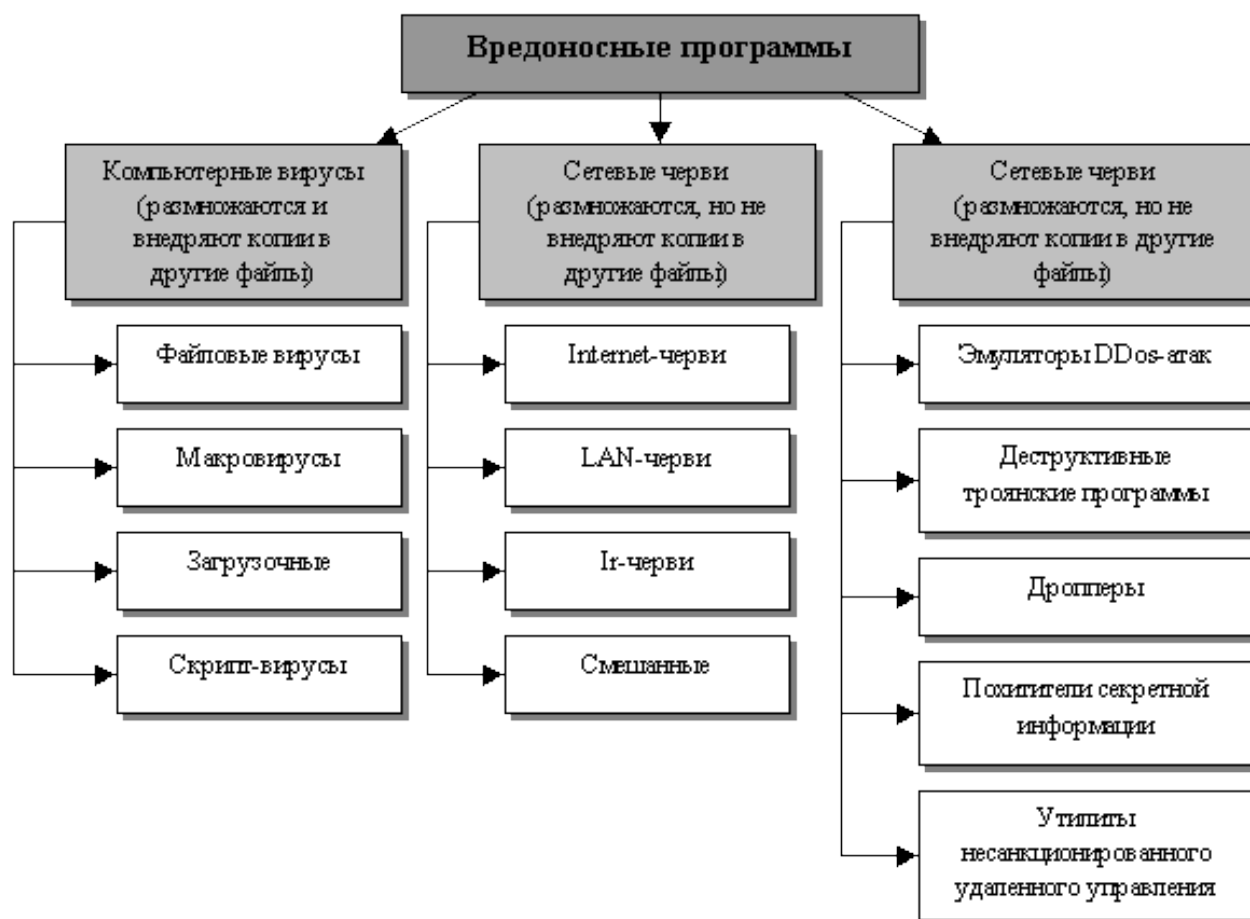 Вредоносные программы
Компьютерные вирусы
(размножаются и
внедряют копии в
другие файлы)
Файловые вирусы
Макровирусы
Загрузочные
Скрипт-вирусы
Сетевые черви
(размножаются, но не
внедряют копии в
другие файлы)
Internet-черви
LAN-черви
Ir-черви
Смешанные
Сетевые черви
(размножаются, но не
внедряют копии в другие
файлы)
Эмуляторы DDos-атак
Деструктивные
троянские программы
Дропперы
Похитители секретной
информации
Утилиты
несанкционированного
удаленного управления